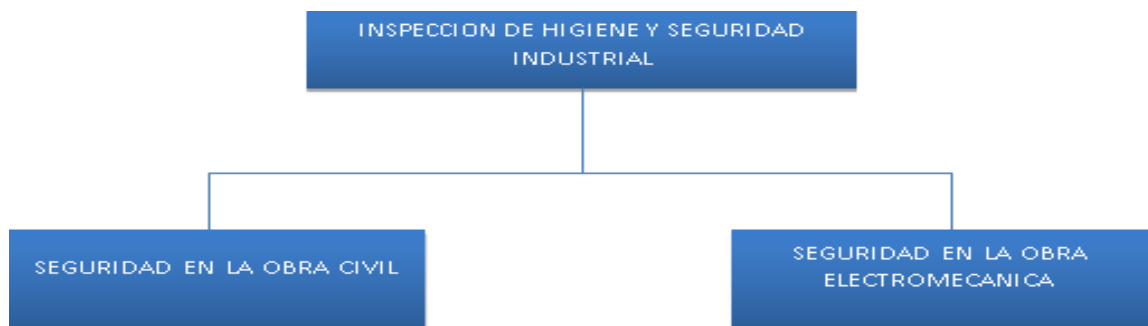 INSPECCION DE HIGIENE Y SEGURIDAD
INDUSTRIAL
SEGURIDAD EN LA OBRA CIVIL
SEGURIDAD EN LA OBRA
ELECTROMECANICA